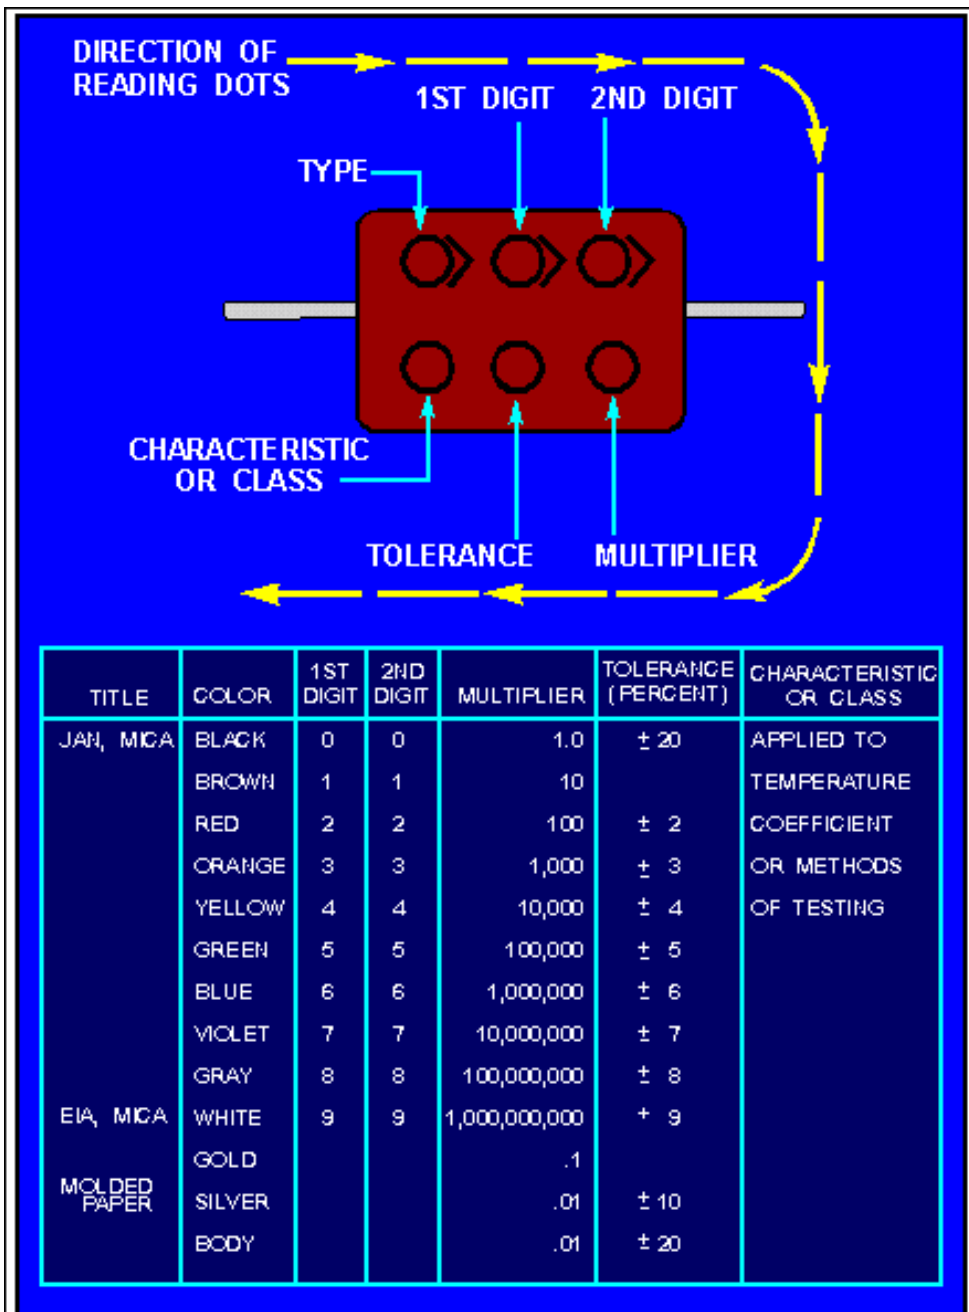 DIRECTION OF
READING DOTS
1ST DIGIT 2ND DIGIT
TYPE
CHARACTERISTIC
OR CLASS
TOLERANCE MULTIPLIER
TITLE COLOR 1ST DIGIT 2ND DIGIT MULTIPLIER TOLERANCE (PERCENT) CHARACTERISTIC OR CLASS
JAN, MICA BLACK 0 0 1.0 ± 20 APPLIED TO
BROWN 1 1 10 TEMPERATURE
RED 2 2 100 ± 2 COEFFICIENT
ORANGE 3 3 1,000 ± 3 OR METHODS
YELLOW 4 4 10,000 ± 4 OF TESTING
GREEN 5 5 100,000 ± 5
BLUE 6 6 1,000,000 ± 6
VIOLET 7 7 10,000,000 ± 7
GRAY 8 8 100,000,000 ± 8
EIA, MICA WHITE 9 9 1,000,000,000 + 9
GOLD .1
MOLDED PAPER SILVER .01 ± 10
BODY .01 ± 20